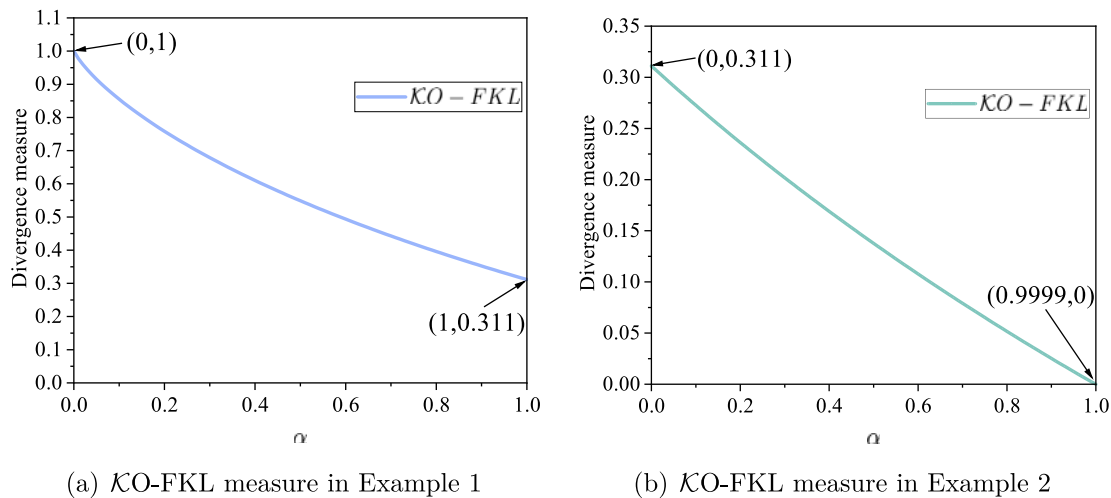 1.1
1.0
0.9
0.8
0.7
0.6
0.5
0.4
0.3
0.2
0.1
0.0
Divergence measure
(0,1)
𝒦O − FKL
(1,0.311)
0.0 0.2 0.4 0.6 0.8 1.0
α
(a) 𝒦O-FKL measure in Example 1
0.35
0.30
0.25
0.20
0.15
0.10
0.05
0.00
Divergence measure
(0,0.311)
𝒦O − FKL
(0.9999,0)
0.0 0.2 0.4 0.6 0.8 1.0
α
(b) 𝒦O-FKL measure in Example 2